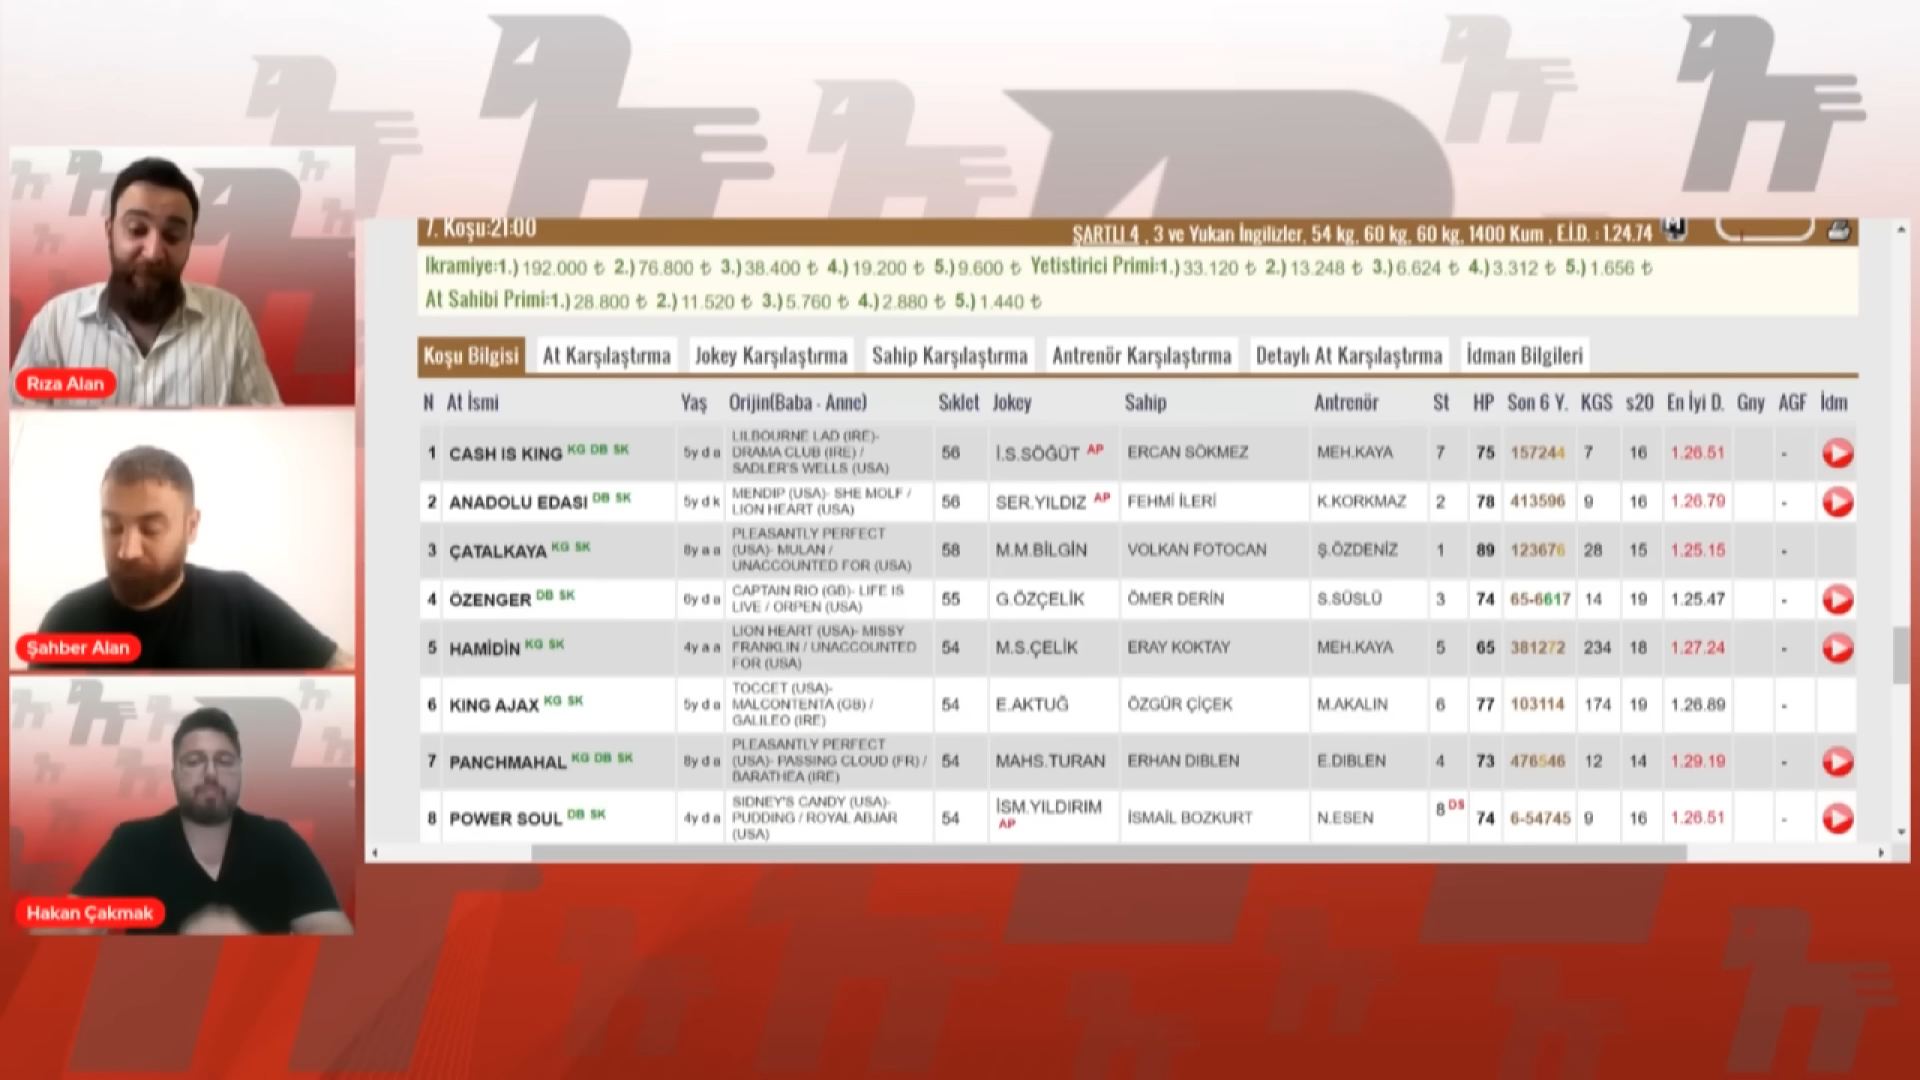 7. Koşu:21:00
ŞARTLI 4 , 3 ve Yukarı İngilizler, 54 kg, 60 kg, 60 kg, 1400 Kum , E.İ.D. : 1.24.74
Ikramiye:1.) 192.000 ₺ 2.) 76.800 ₺ 3.) 38.400 ₺ 4.) 19.200 ₺ 5.) 9.600 ₺ Yetistirici Primi:1.) 33.120 ₺ 2.) 13.248 ₺ 3.) 6.624 ₺ 4.) 3.312 ₺ 5.) 1.656 ₺
At Sahibi Primi:1.) 28.800 ₺ 2.) 11.520 ₺ 3.) 5.760 ₺ 4.) 2.880 ₺ 5.) 1.440 ₺
Koşu Bilgisi At Karşılaştırma Jokey Karşılaştırma Sahip Karşılaştırma Antrenör Karşılaştırma Detaylı At Karşılaştırma İdman Bilgileri
N At İsmi Yaş Orijin(Baba - Anne) Sıklet Jokey Sahip Antrenör St HP Son 6 Y. KGS s20 En İyi D. Gny AGF İdm
1 CASH IS KING KG DB SK 5y d a LILBOURNE LAD (IRE)- DRAMA CLUB (IRE) / SADLER'S WELLS (USA) 56 İ.S.SÖĞÜT AP ERCAN SÖKMEZ MEH.KAYA 7 75 157244 7 16 1.26.51 -
2 ANADOLU EDASI DB SK 5y d k MENDIP (USA)- SHE MOLF / LION HEART (USA) 56 SER.YILDIZ AP FEHMİ İLERİ K.KORKMAZ 2 78 413596 9 16 1.26.79 -
3 ÇATALKAYA KG SK 8y a a PLEASANTLY PERFECT (USA)- MULAN / UNACCOUNTED FOR (USA) 58 M.M.BİLGİN VOLKAN FOTOCAN Ş.ÖZDENİZ 1 89 123676 28 15 1.25.15 -
4 ÖZENGER DB SK 6y d a CAPTAIN RIO (GB)- LIFE IS LIVE / ORPEN (USA) 55 G.ÖZÇELİK ÖMER DERİN S.SÜSLÜ 3 74 65-6617 14 19 1.25.47 -
5 HAMİDİN KG SK 4y a a LION HEART (USA)- MISSY FRANKLIN / UNACCOUNTED FOR (USA) 54 M.S.ÇELİK ERAY KOKTAY MEH.KAYA 5 65 381272 234 18 1.27.24 -
6 KING AJAX KG SK 5y d a TOCCET (USA)- MALCONTENTA (GB) / GALILEO (IRE) 54 E.AKTUĞ ÖZGÜR ÇİÇEK M.AKALIN 6 77 103114 174 19 1.26.89 -
7 PANCHMAHAL KG DB SK 8y d a PLEASANTLY PERFECT (USA)- PASSING CLOUD (FR) / BARATHEA (IRE) 54 MAHS.TURAN ERHAN DIBLEN E.DIBLEN 4 73 476546 12 14 1.29.19 -
8 POWER SOUL DB SK 4y d a SIDNEY'S CANDY (USA)- PUDDING / ROYAL ABJAR (USA) 54 İSM.YILDIRIM AP İSMAİL BOZKURT N.ESEN 8 DS 74 6-54745 9 16 1.26.51 -
Rıza Alan
Şahber Alan
Hakan Çakmak